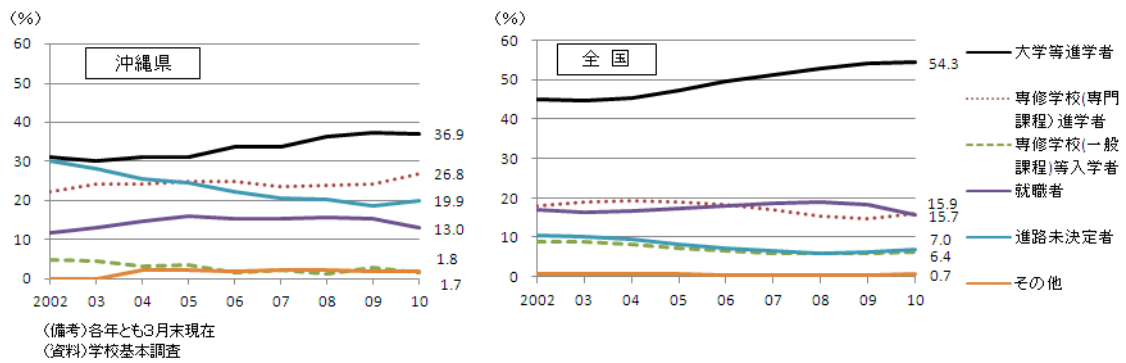 (%)
沖縄県
60
50
40
30
20
10
0
2002 03 04 05 06 07 08 09 10
36.9
26.8
19.9
13.0
1.8
1.7
(備考)各年とも3月末現在
(資料)学校基本調査
(%)
全 国
60
50
40
30
20
10
0
2002 03 04 05 06 07 08 09 10
54.3
15.9
15.7
7.0
6.4
0.7
大学等進学者
専修学校(専門
課程)進学者
専修学校(一般
課程)等入学者
就職者
進路未決定者
その他